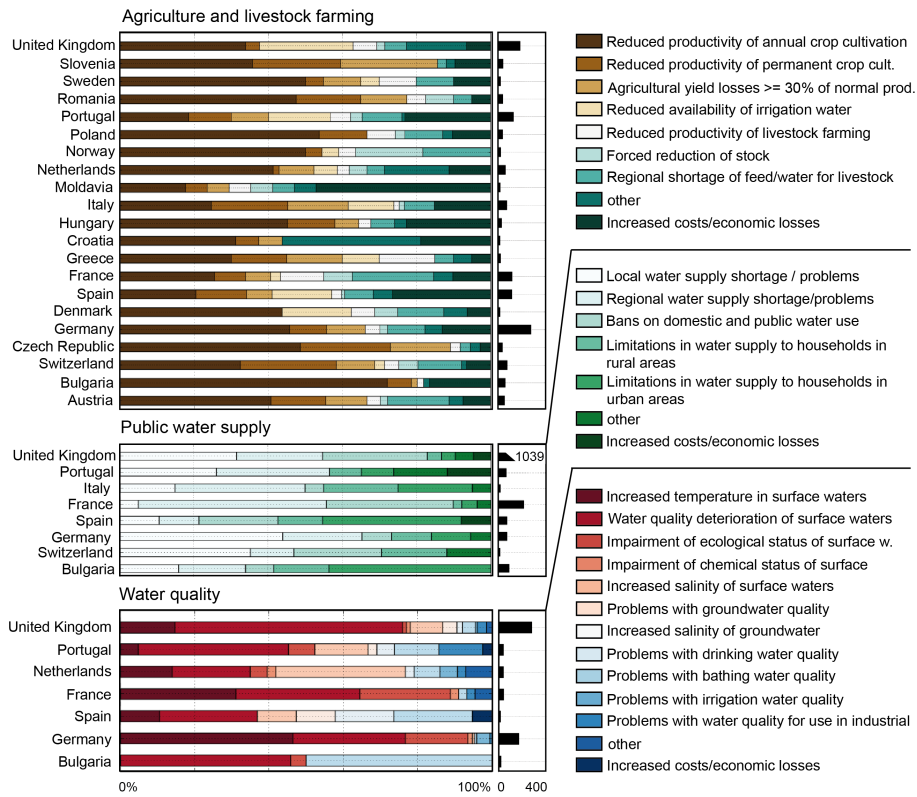 Agriculture and livestock farming
United Kingdom
Slovenia
Sweden
Romania
Portugal
Poland
Norway
Netherlands
Moldavia
Italy
Hungary
Croatia
Greece
France
Spain
Denmark
Germany
Czech Republic
Switzerland
Bulgaria
Austria
Reduced productivity of annual crop cultivation
Reduced productivity of permanent crop cult.
Agricultural yield losses >= 30% of normal prod.
Reduced availability of irrigation water
Reduced productivity of livestock farming
Forced reduction of stock
Regional shortage of feed/water for livestock
other
Increased costs/economic losses
Public water supply
United Kingdom
1039
Portugal
Italy
France
Spain
Germany
Switzerland
Bulgaria
Local water supply shortage / problems
Regional water supply shortage/problems
Bans on domestic and public water use
Limitations in water supply to households in
rural areas
Limitations in water supply to households in
urban areas
other
Increased costs/economic losses
Water quality
United Kingdom
Portugal
Netherlands
France
Spain
Germany
Bulgaria
0%
100%
0
400
Increased temperature in surface waters
Water quality deterioration of surface waters
Impairment of ecological status of surface w.
Impairment of chemical status of surface
Increased salinity of surface waters
Problems with groundwater quality
Increased salinity of groundwater
Problems with drinking water quality
Problems with bathing water quality
Problems with irrigation water quality
Problems with water quality for use in industrial
other
Increased costs/economic losses